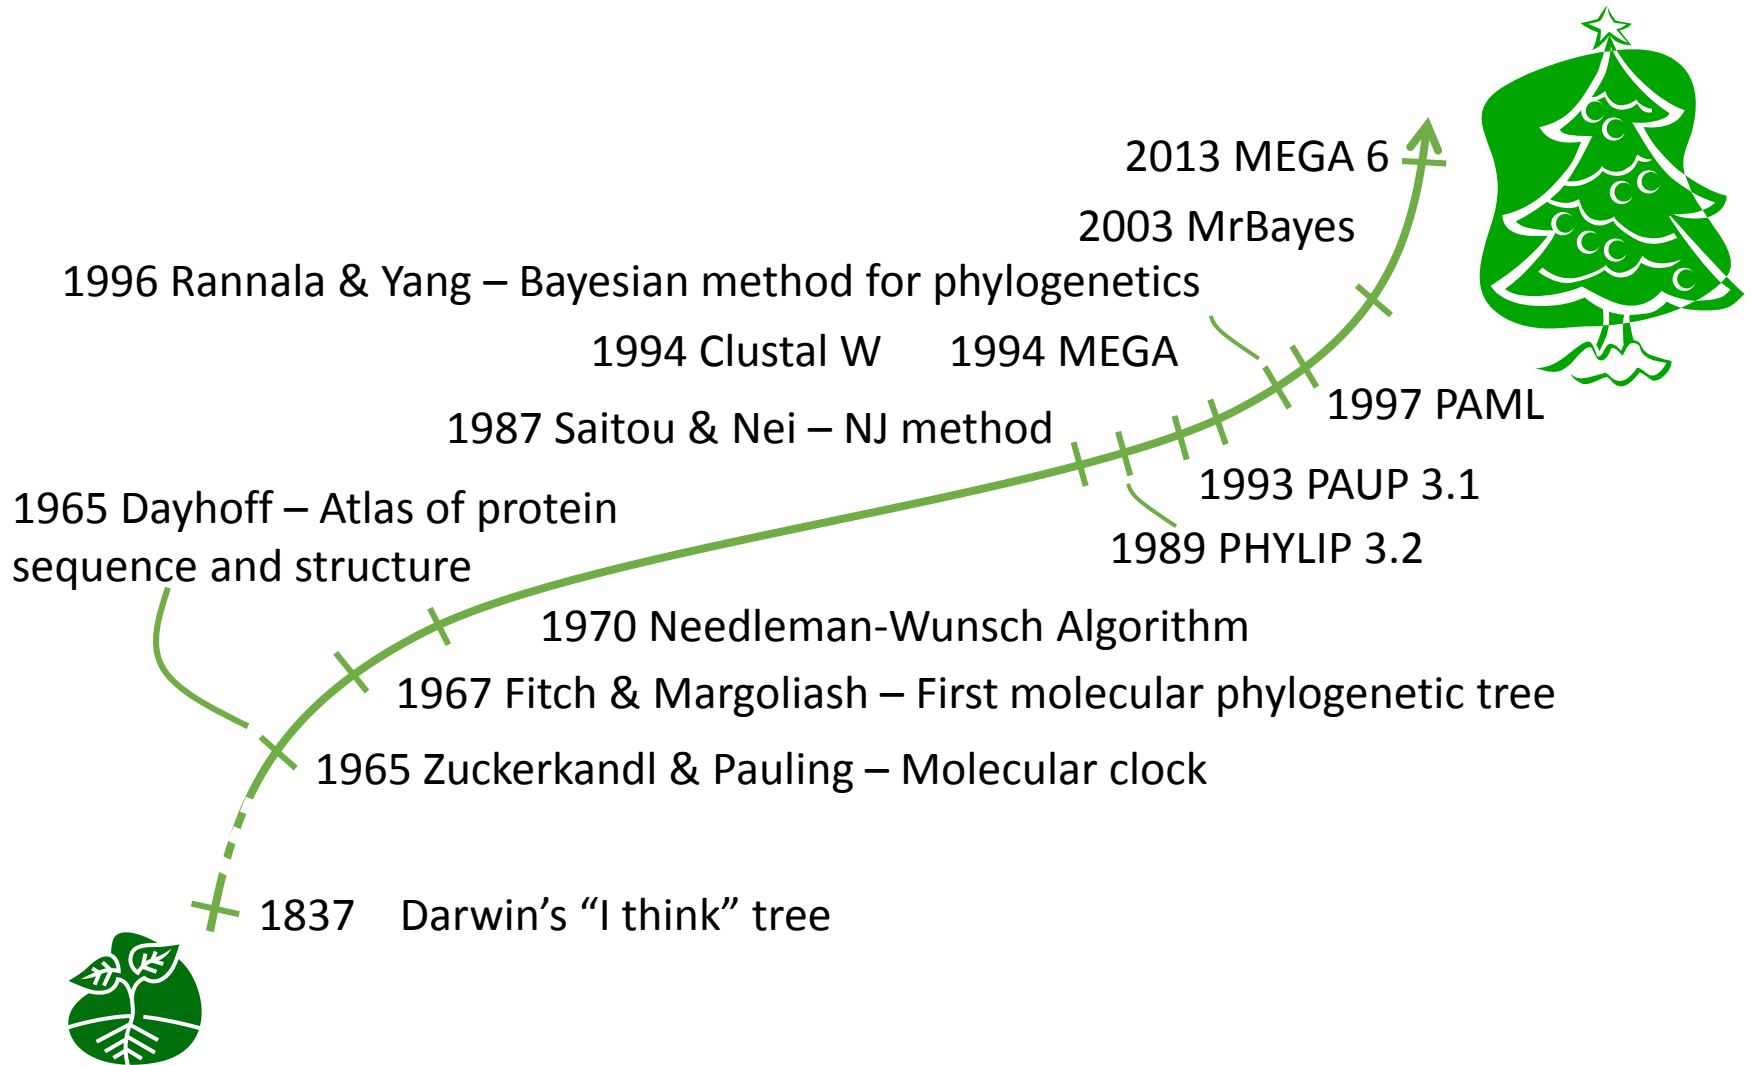 2013 MEGA 6
2003 MrBayes
1996 Rannala & Yang – Bayesian method for phylogenetics
1994 Clustal W 1994 MEGA
1997 PAML
1987 Saitou & Nei – NJ method
1993 PAUP 3.1
1965 Dayhoff – Atlas of protein
sequence and structure
1989 PHYLIP 3.2
1970 Needleman-Wunsch Algorithm
1967 Fitch & Margoliash – First molecular phylogenetic tree
1965 Zuckerkandl & Pauling – Molecular clock
1837 Darwin’s “I think” tree